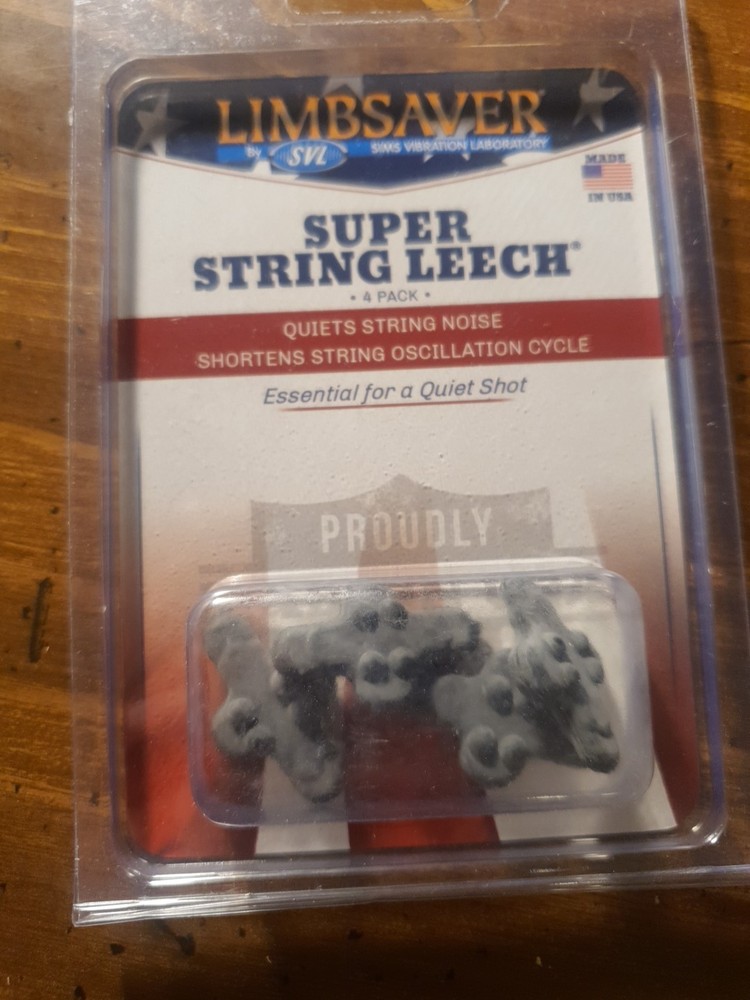 LIMBSAVER
by SVL SIMS VIBRATION LABORATORY
MADE
IN USA
SUPER
STRING LEECH®
• 4 PACK •
QUIETS STRING NOISE
SHORTENS STRING OSCILLATION CYCLE
Essential for a Quiet Shot
PROUDLY